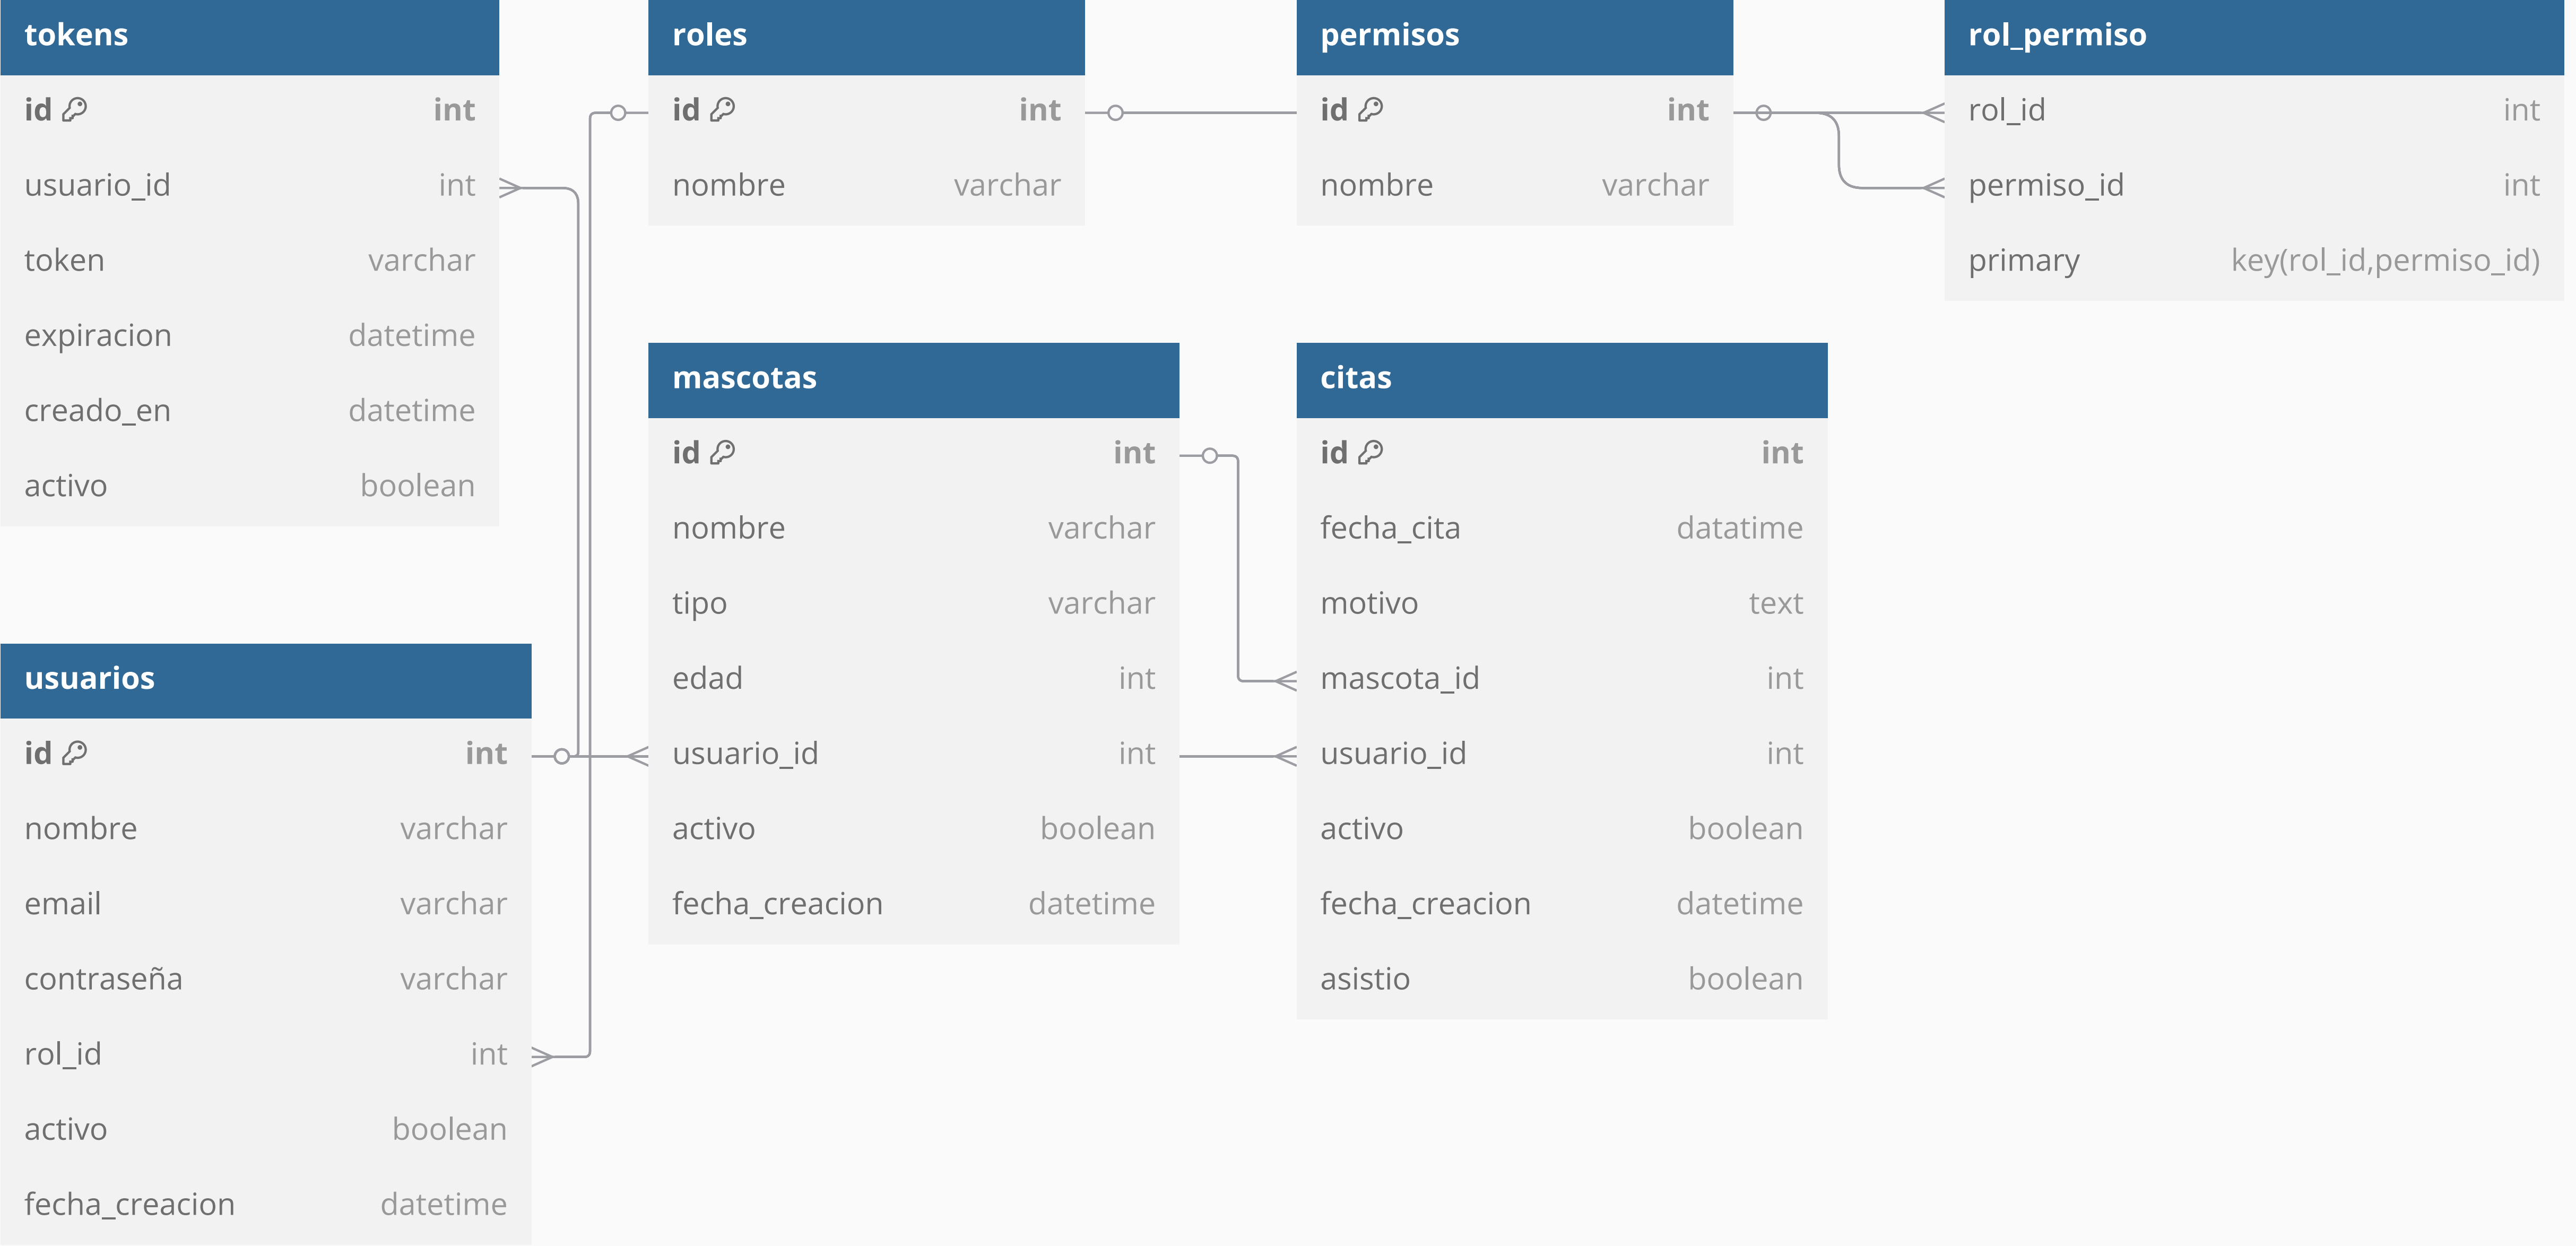 tokens
id int
usuario_id int
token varchar
expiracion datetime
creado_en datetime
activo boolean
roles
id int
nombre varchar
permisos
id int
nombre varchar
rol_permiso
rol_id int
permiso_id int
primary key(rol_id,permiso_id)
mascotas
id int
nombre varchar
tipo varchar
edad int
usuario_id int
activo boolean
fecha_creacion datetime
citas
id int
fecha_cita datatime
motivo text
mascota_id int
usuario_id int
activo boolean
fecha_creacion datetime
asistio boolean
usuarios
id int
nombre varchar
email varchar
contraseña varchar
rol_id int
activo boolean
fecha_creacion datetime